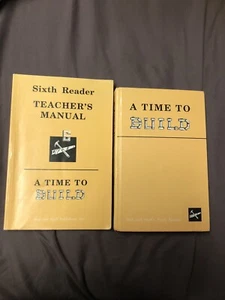 Sixth Reader
TEACHER'S
MANUAL
6
A TIME TO
BUILD
A TIME TO
BUILD